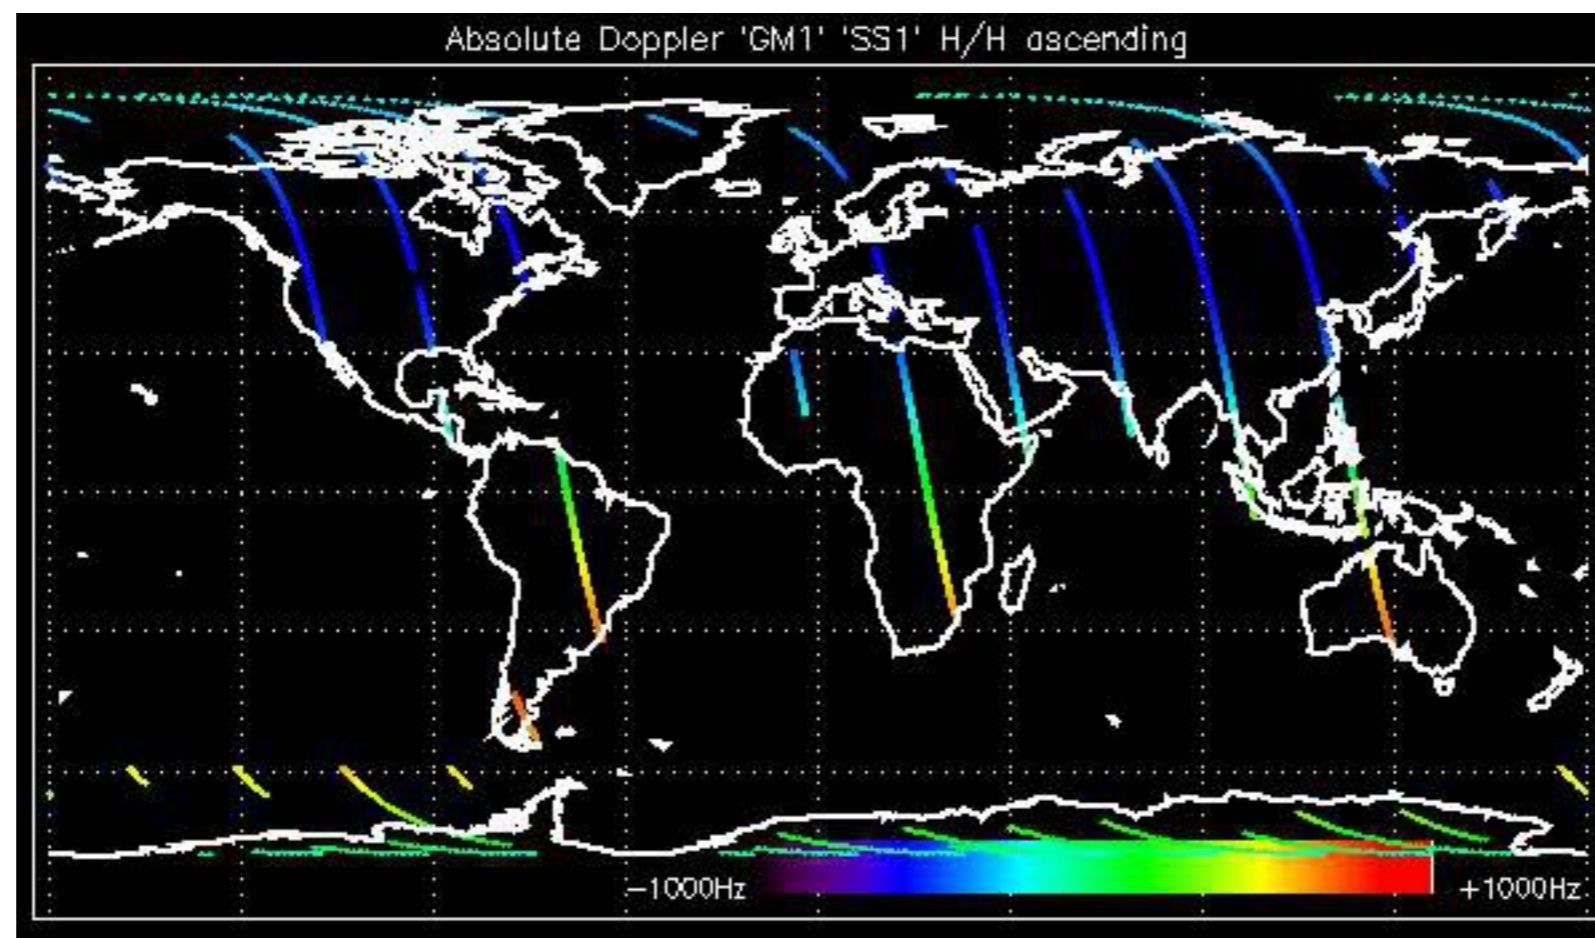 Absolute Doppler 'GM1' 'SS1' H/H ascending
−1000Hz
+1000Hz